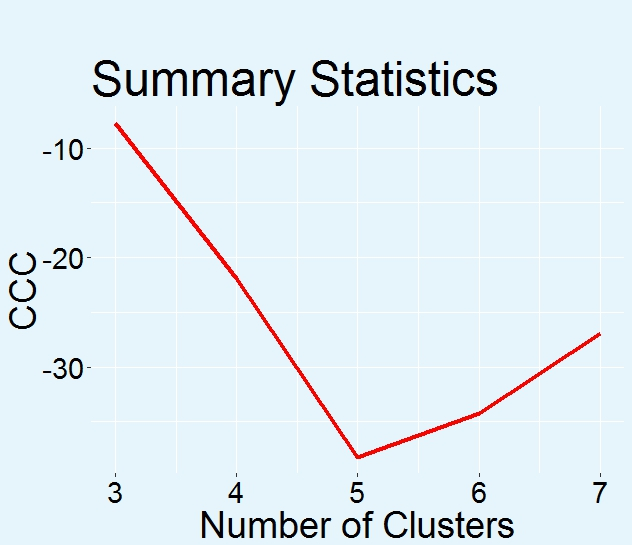 Summary Statistics
CCC
-10
-20
-30
3 4 5 6 7
Number of Clusters